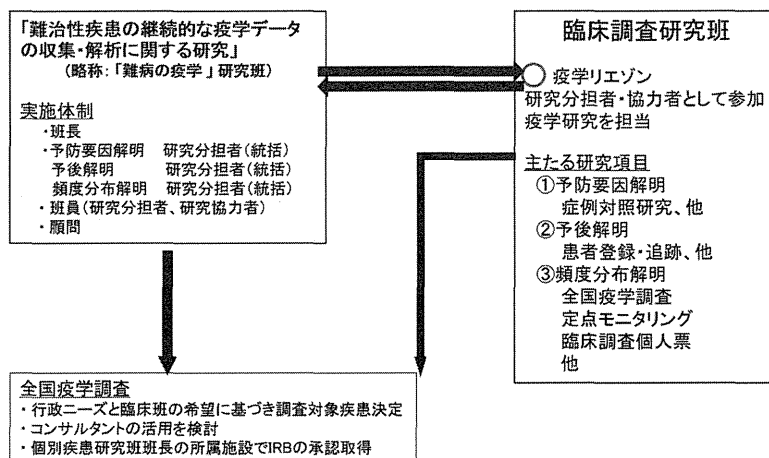 「難治性疾患の継続的な疫学データ
の収集・解析に関する研究」
(略称:「難病の疫学」研究班)
実施体制
・班長
・予防要因解明 研究分担者(統括)
予後解明 研究分担者(統括)
頻度分布解明 研究分担者(統括)
・班員(研究分担者、研究協力者)
・顧問
臨床調査研究班
疫学リエゾン
研究分担者・協力者として参加
疫学研究を担当
主たる研究項目
①予防要因解明
症例対照研究、他
②予後解明
患者登録・追跡、他
③頻度分布解明
全国疫学調査
定点モニタリング
臨床調査個人票
他
全国疫学調査
・行政ニーズと臨床班の希望に基づき調査対象疾患決定
・コンサルタントの活用を検討
・個別疾患研究班班長の所属施設でIRBの承認取得